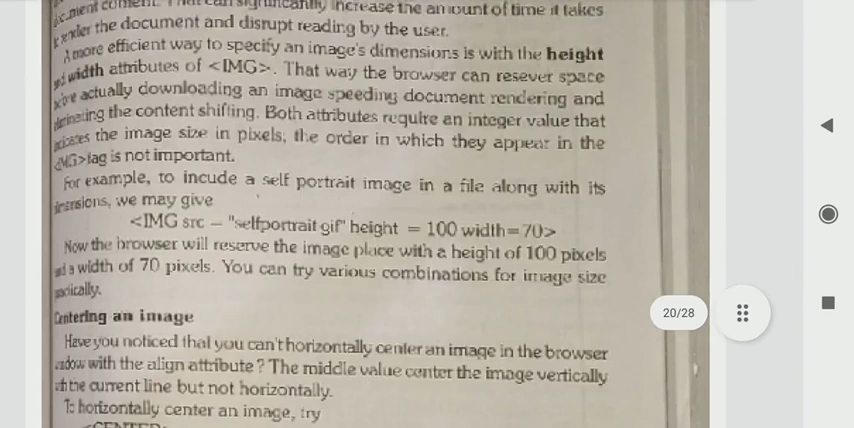 content. That can significantly increase the amount of time it takes
render the document and disrupt reading by the user.
A more efficient way to specify an image's dimensions is with the height
width attributes of <IMG>. That way the browser can resever space
actually downloading an image speeding document rendering and
the content shifting. Both attributes require an integer value that
the image size in pixels, the order in which they appear in the
<IMG>tag is not important.
For example, to incude a self portrait image in a file along with its
we may give
<IMG src – "selfportrait gif" height = 100 width=70>
Now the browser will reserve the image place with a height of 100 pixels
a width of 70 pixels. You can try various combinations for image size

Centering an image
Have you noticed that you can't horizontally center an image in the browser
with the align attribute ? The middle value center the image vertically
the current line but not horizontally.
To horizontally center an image, try
<CENTER>
20/28